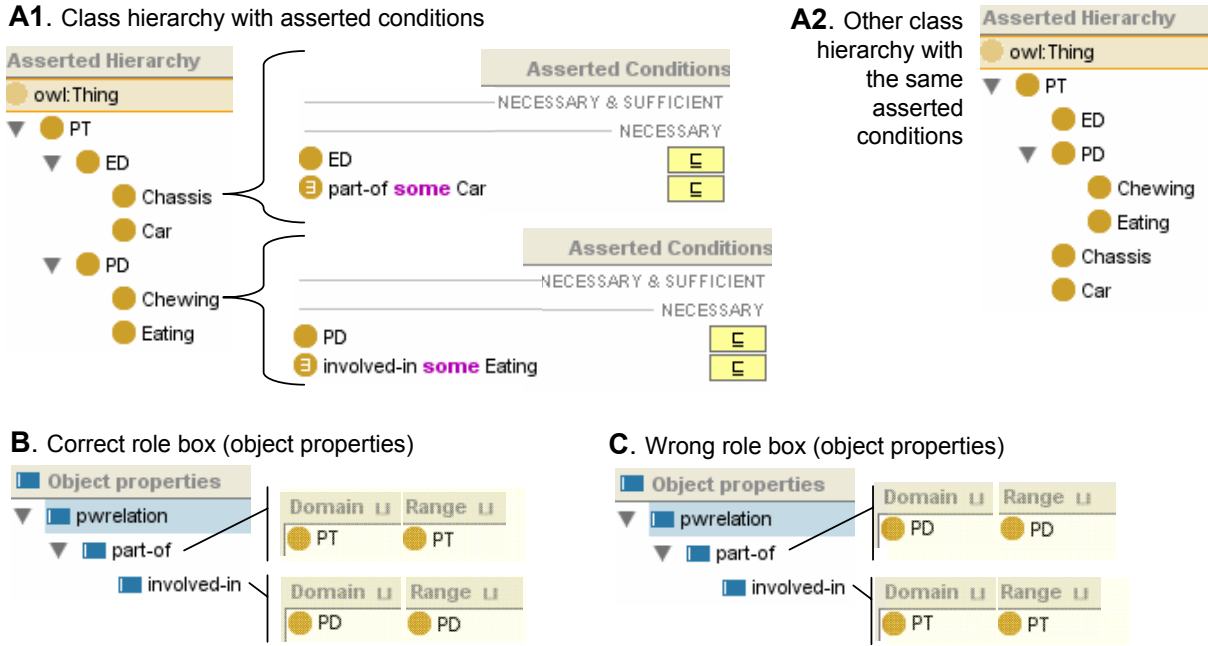 A1. Class hierarchy with asserted conditions
Asserted Hierarchy
owl:Thing
PT
ED
Chassis
Car
PD
Chewing
Eating
Asserted Conditions
NECESSARY & SUFFICIENT
NECESSARY
ED
⊑
∃ part-of some Car
⊑
Asserted Conditions
NECESSARY & SUFFICIENT
NECESSARY
PD
⊑
∃ involved-in some Eating
⊑
A2. Other class
hierarchy with
the same
asserted
conditions
Asserted Hierarchy
owl:Thing
PT
ED
PD
Chewing
Eating
Chassis
Car
B. Correct role box (object properties)
Object properties
pwrelation
part-of
involved-in
Domain ⊔ Range ⊔
PT PT
Domain ⊔ Range ⊔
PD PD
C. Wrong role box (object properties)
Object properties
pwrelation
part-of
involved-in
Domain ⊔ Range ⊔
PD PD
Domain ⊔ Range ⊔
PT PT